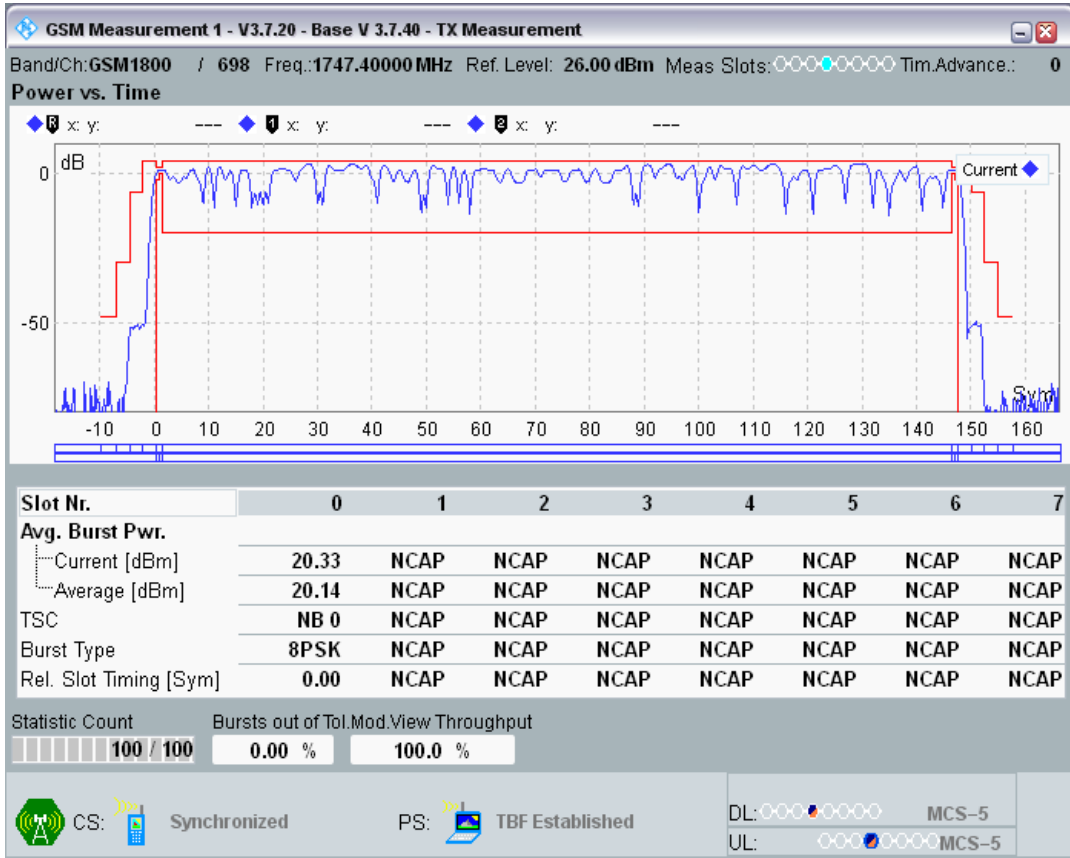 GSM Measurement 1 - V3.7.20 - Base V 3.7.40 - TX Measurement
Band/Ch:GSM1800 / 698 Freq.:1747.40000 MHz Ref. Level: 26.00 dBm Meas Slots: Tim.Advance.: 0
Power vs. Time
R x: y: --- 1 x: y: --- 2 x: y: ---
dB
Current
0
-50
Sym
-10 0 10 20 30 40 50 60 70 80 90 100 110 120 130 140 150 160
Slot Nr. 0 1 2 3 4 5 6 7
Avg. Burst Pwr.
Current [dBm] 20.33 NCAP NCAP NCAP NCAP NCAP NCAP NCAP
Average [dBm] 20.14 NCAP NCAP NCAP NCAP NCAP NCAP NCAP
TSC NB 0 NCAP NCAP NCAP NCAP NCAP NCAP NCAP
Burst Type 8PSK NCAP NCAP NCAP NCAP NCAP NCAP NCAP
Rel. Slot Timing [Sym] 0.00 NCAP NCAP NCAP NCAP NCAP NCAP NCAP
Statistic Count Bursts out of Tol. Mod.View Throughput
100 / 100 0.00 % 100.0 %
CS: Synchronized PS: TBF Established
DL: MCS-5
UL: MCS-5